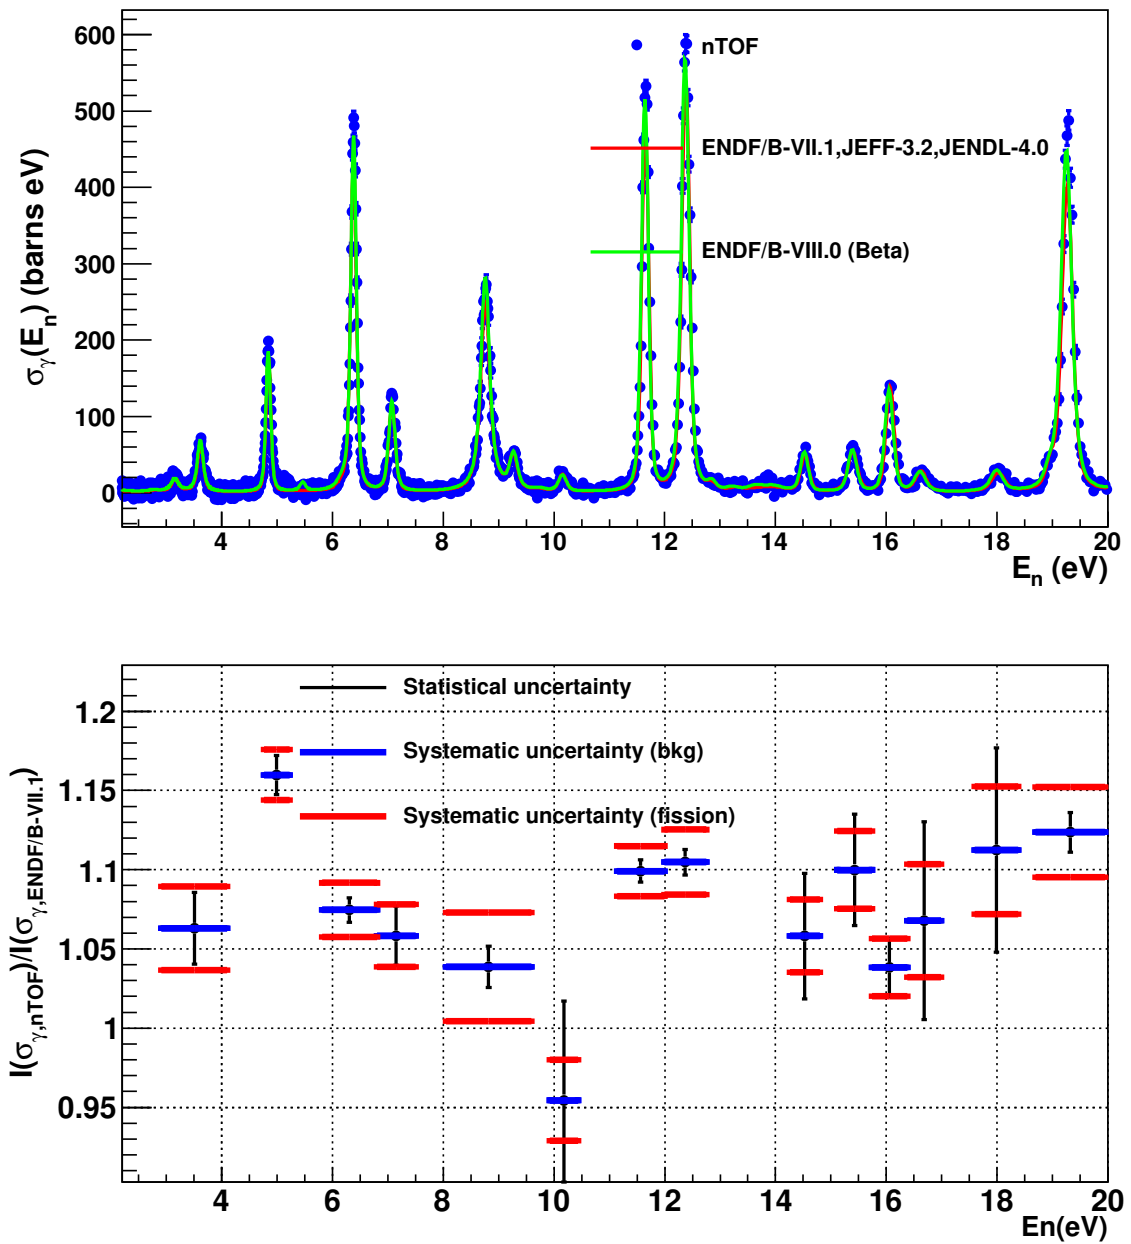 600
500
400
300
200
100
0
σγ(En) (barns eV)
nTOF
ENDF/B-VII.1,JEFF-3.2,JENDL-4.0
ENDF/B-VIII.0 (Beta)
4 6 8 10 12 14 16 18 20
En (eV)
1.2
1.15
1.1
1.05
1
0.95
I(σγ,nTOF)/I(σγ,ENDF/B-VII.1)
Statistical uncertainty
Systematic uncertainty (bkg)
Systematic uncertainty (fission)
4 6 8 10 12 14 16 18 20
En(eV)